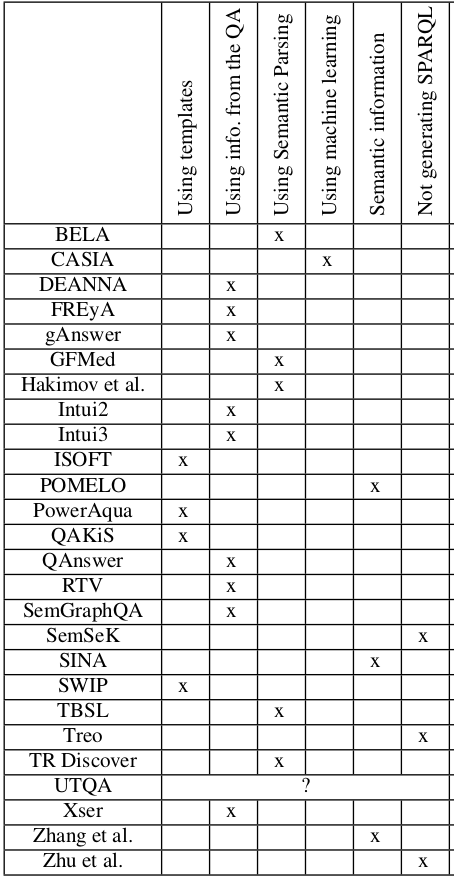 Using templates
Using info. from the QA
Using Semantic Parsing
Using machine learning
Semantic information
Not generating SPARQL
BELA x
CASIA x
DEANNA x
FREyA x
gAnswer x
GFMed x
Hakimov et al. x
Intui2 x
Intui3 x
ISOFT x
POMELO x
PowerAqua x
QAKiS x
QAnswer x
RTV x
SemGraphQA x
SemSeK x
SINA x
SWIP x
TBSL x
Treo x
TR Discover x
UTQA ?
Xser x
Zhang et al. x
Zhu et al. x